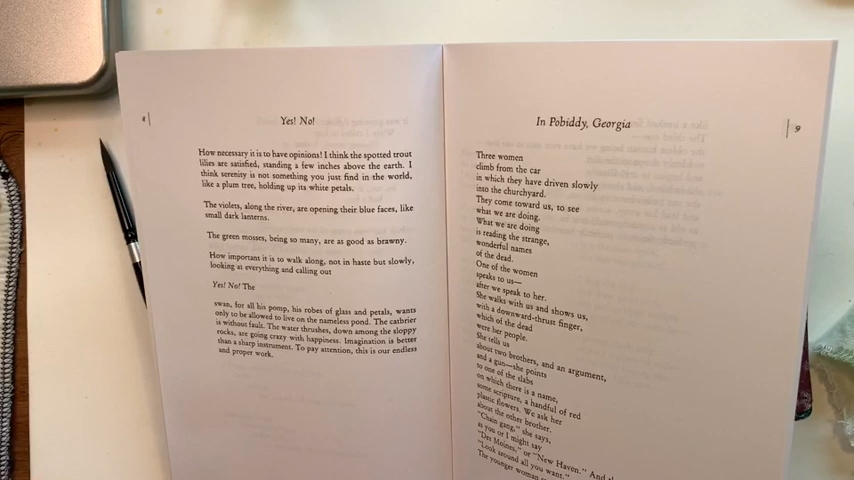 8
Yes! No!
How necessary it is to have opinions! I think the spotted trout
lilies are satisfied, standing a few inches above the earth. I
think serenity is not something you just find in the world,
like a plum tree, holding up its white petals.
The violets, along the river, are opening their blue faces, like
small dark lanterns.
The green mosses, being so many, are as good as brawny.
How important it is to walk along, not in haste but slowly,
looking at everything and calling out
Yes! No! The
swan, for all his pomp, his robes of glass and petals, wants
only to be allowed to live on the nameless pond. The catbrier
is without fault. The water thrushes, down among the sloppy
rocks, are going crazy with happiness. Imagination is better
than a sharp instrument. To pay attention, this is our endless
and proper work.
In Pobiddy, Georgia
9
Three women
climb from the car
in which they have driven slowly
into the churchyard.
They come toward us, to see
what we are doing.
What we are doing
is reading the strange,
wonderful names
of the dead.
One of the women
speaks to us—
after we speak to her.
She walks with us and shows us,
with a downward-thrust finger,
which of the dead
were her people.
She tells us
about two brothers, and an argument,
and a gun—she points
to one of the slabs
on which there is a name,
some scripture, a handful of red
plastic flowers. We ask her
about the other brother.
"Chain gang," she says,
as you or I might say
"Des Moines," or "New Haven." And
"Look around all you want."
The younger woman